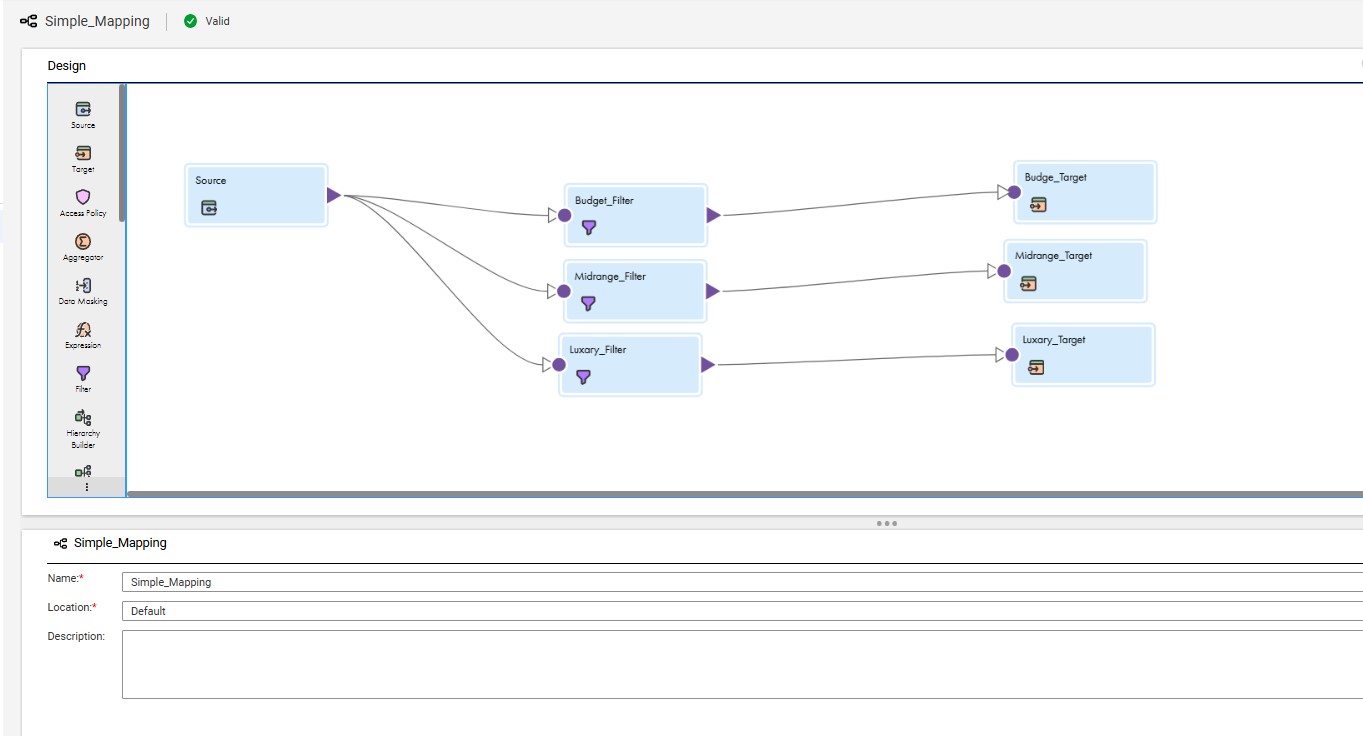 Simple_Mapping
Valid
Design
Source
Target
Access Policy
Aggregator
Data Masking
Expression
Filter
Hierarchy
Builder
Source
Budget_Filter
Midrange_Filter
Luxary_Filter
Budge_Target
Midrange_Target
Luxary_Target
Simple_Mapping
Name:*
Simple_Mapping
Location:*
Default
Description: